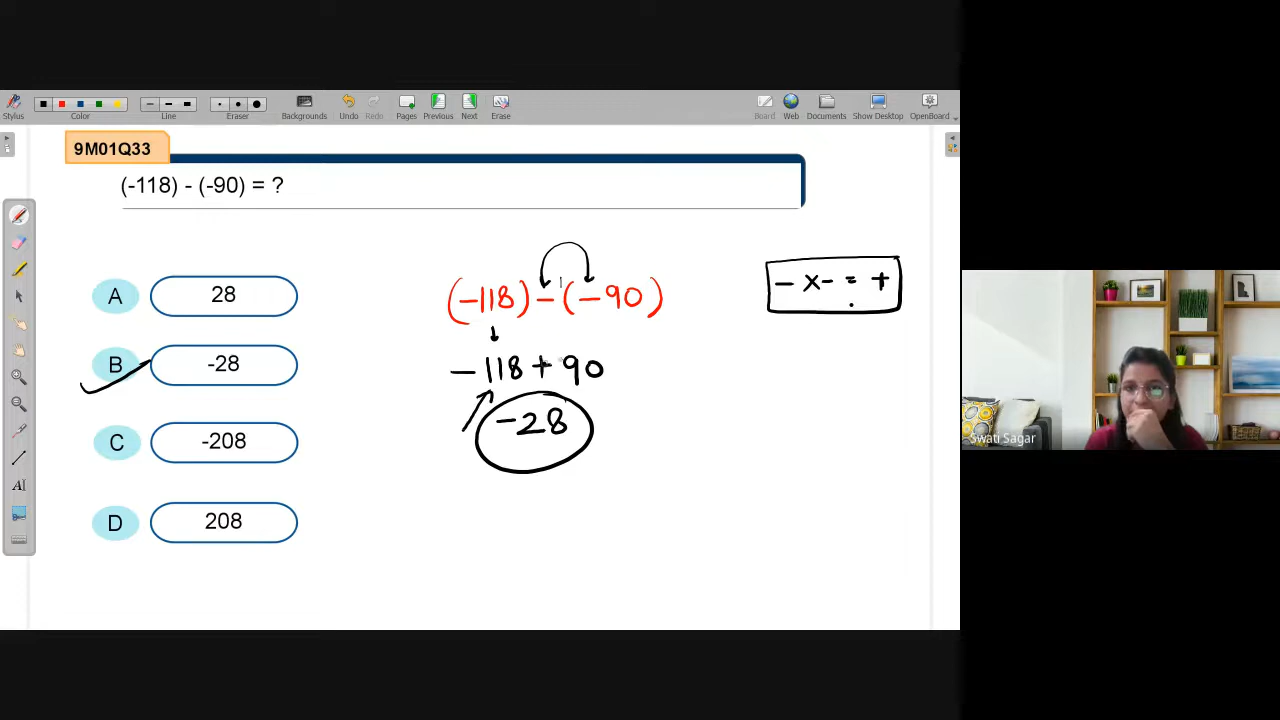 Stylus Color Line Eraser Backgrounds Undo Redo Pages Previous Next Erase Board Web Documents Show Desktop OpenBoard
9M01Q33
(-118) - (-90) = ?
A 28
B -28
C -208
D 208
(-118) - (-90)
-118 + 90
-28
- x - = +
Swati Sagar